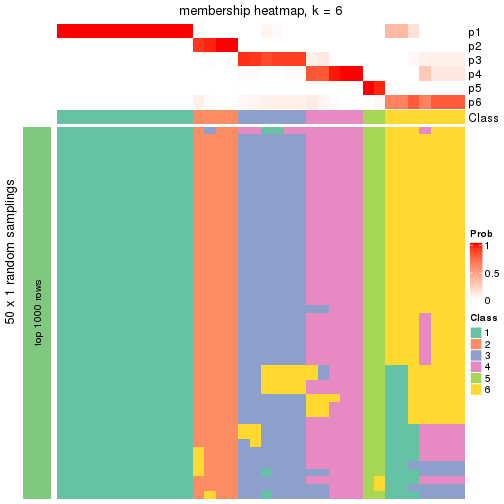 membership heatmap, k = 6
p1
p2
p3
p4
p5
p6
Class
50 x 1 random samplings
top 1000 rows
Prob
1
0.5
0
Class
1
2
3
4
5
6